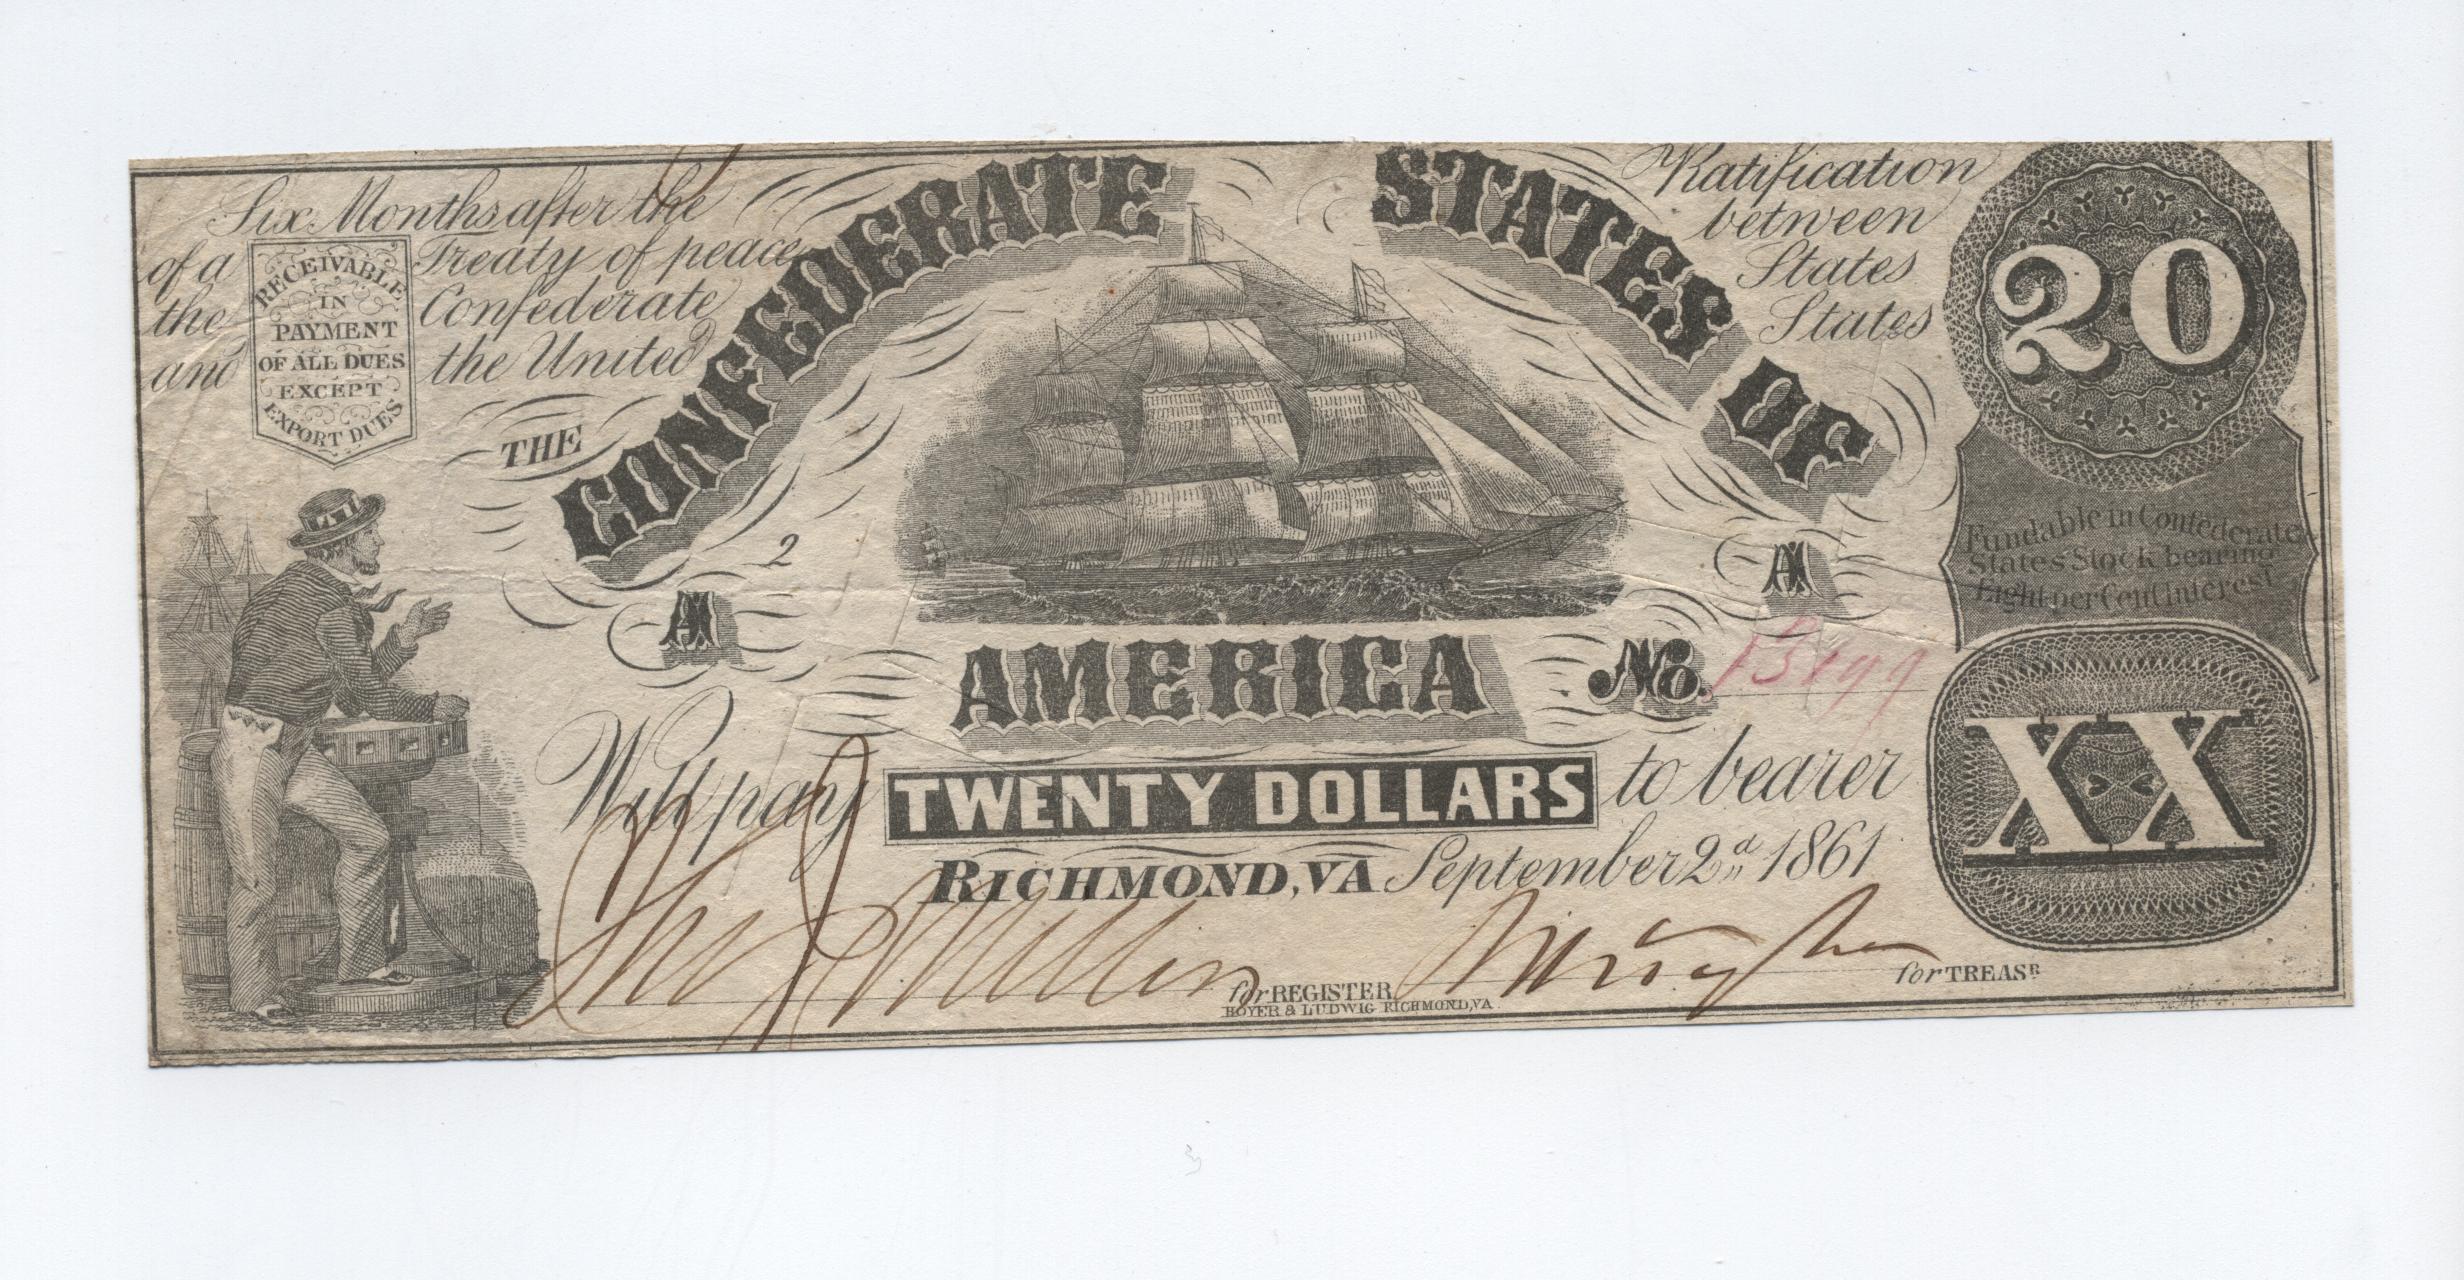 Six Months after the Ratification
of a Treaty of peace between
the Confederate States
and the United States
RECEIVABLE
IN
PAYMENT
OF ALL DUES
EXCEPT
EXPORT DUES
THE CONFEDERATE STATES OF
AMERICA
20
2
A
A
No.
Fundable in Confederate
States Stock bearing
Eight per Cent interest
Will pay TWENTY DOLLARS to bearer
XX
RICHMOND, VA September 2d 1861
for REGISTER
for TREASR
HOYER & LUDWIG RICHMOND, VA.